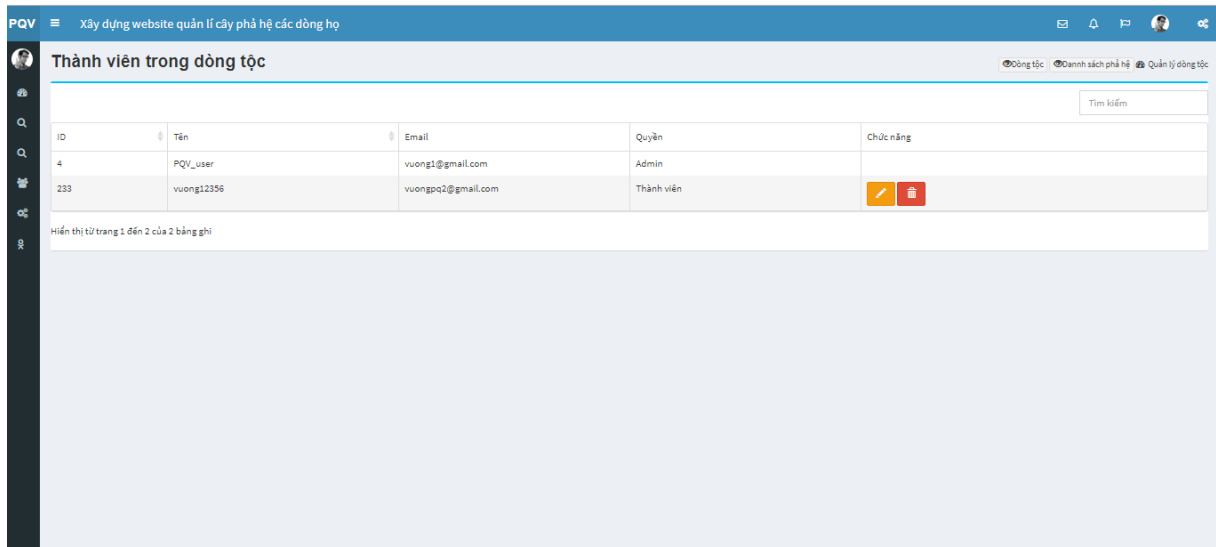 PQV Xây dựng website quản lí cây phả hệ các dòng họ
Thành viên trong dòng tộc
Dòng tộc Dannh sách phả hệ Quản lý dòng tộc
Tìm kiếm
ID Tên Email Quyền Chức năng
4 PQV_user vuong1@gmail.com Admin
233 vuong12356 vuongpq2@gmail.com Thành viên
Hiển thị từ trang 1 đến 2 của 2 bảng ghi